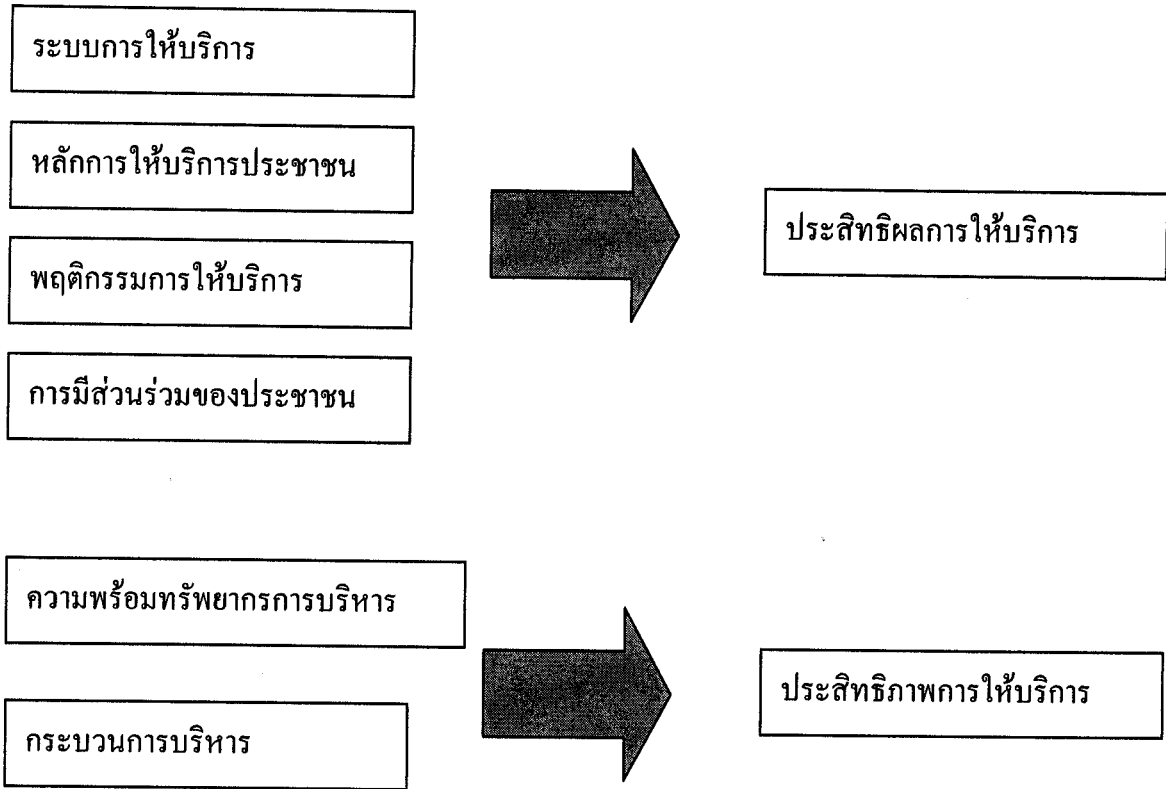 ระบบการให้บริการ
หลักการให้บริการประชาชน
พฤติกรรมการให้บริการ
การมีส่วนร่วมของประชาชน
ประสิทธิผลการให้บริการ
ความพร้อมทรัพยากรการบริหาร
กระบวนการบริหาร
ประสิทธิภาพการให้บริการ